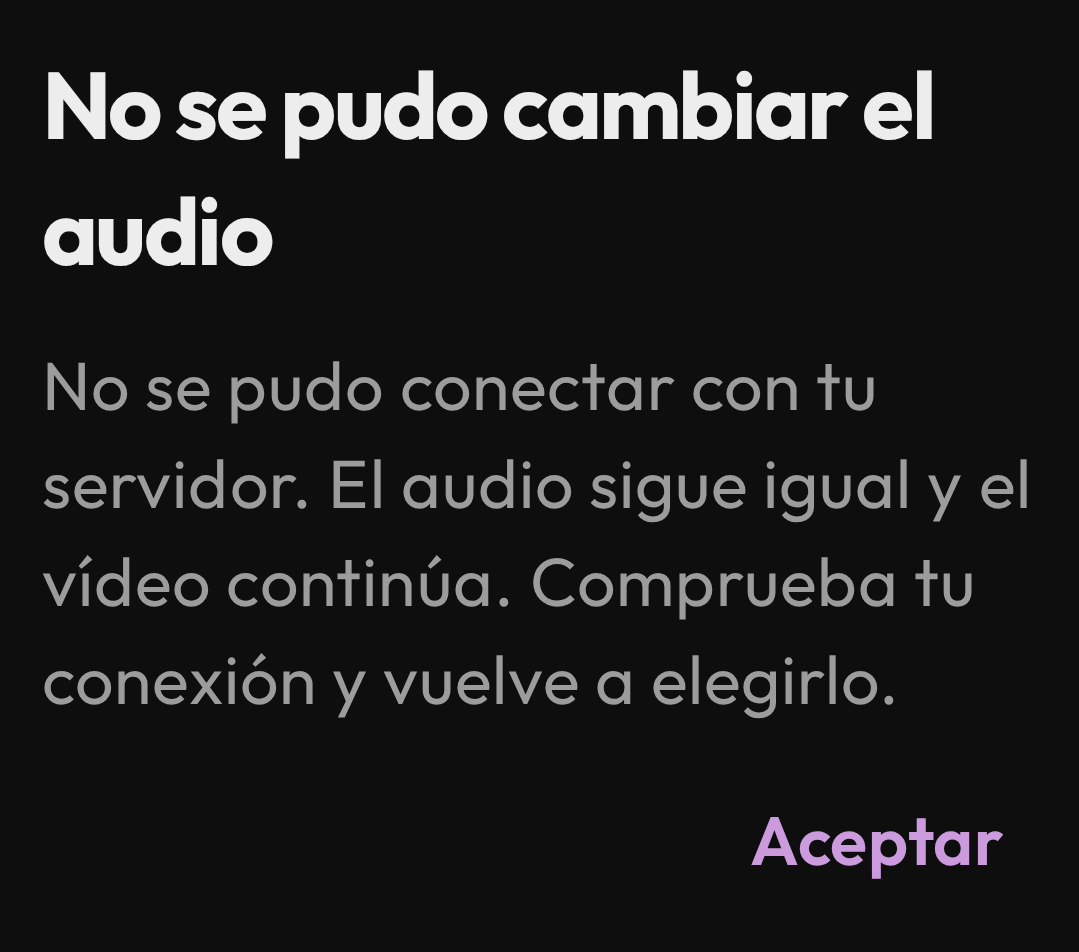 No se pudo cambiar el
audio
No se pudo conectar con tu
servidor. El audio sigue igual y el
vídeo continúa. Comprueba tu
conexión y vuelve a elegirlo.
Aceptar